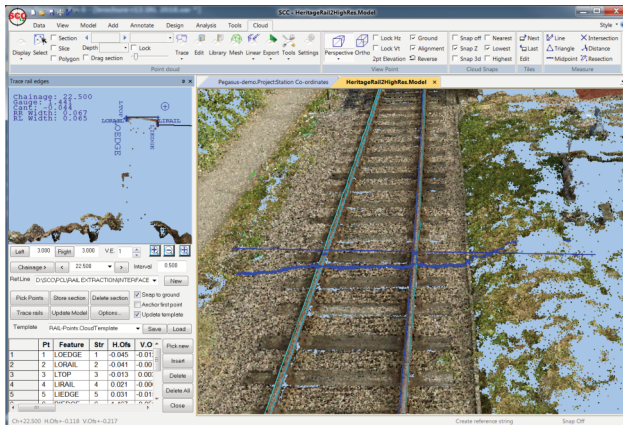 SCC - HeritageRail2HighRes.Model
SCC
Data View Model Add Annotate Design Analysis Tools Cloud Style
Display Select Section Slice Depth Polygon Drag section Lock Trace Edit Library Mesh Linear Export Tools Settings
Perspective Ortho Lock Hz Ground Lock Vt Alignment 2pt Elevation Reverse
Snap off Nearest Snap Z Lowest Snap 3d Highest
Next Last Edit
Line Intersection Triangle Distance Midpoint Resection
Point cloud View Point Cloud Snaps Tiles Measure
Trace rail edges
Pegasus-demo.Project Station Co-ordinates HeritageRail2HighRes.Model
Chainage: 22.500
Cant: -0.044
RR Width: 0.067
RL Width: 0.065
LIRAIL
LOEDGE
Left 3.000 Right 3.000 V.E. 1
Chainage > < 22.500 > Interval 0.500
Ref.Line D:\SCC\PCL\RAIL EXTRACTION\INTERFACE New
Pick Points Store section Delete section Snap to ground
Anchor first point
Trace rails Update Model Options... Update template
Template RAIL-Points.CloudTemplate Save Load
Pt Feature Str H.Ofs V.O Pick new
1 1 LOEDGE 1 -0.045
2 2 LORAIL 2 -0.041
Insert
3 3 LTOP 3 -0.013
Delete
4 4 LIRAIL 4 0.021
Delete All
5 5 LIEDGE 5 0.031
Close
Ch+22.500 H.Ofs+-0.118 V.Ofs+-0.217 Create reference string Snap Off